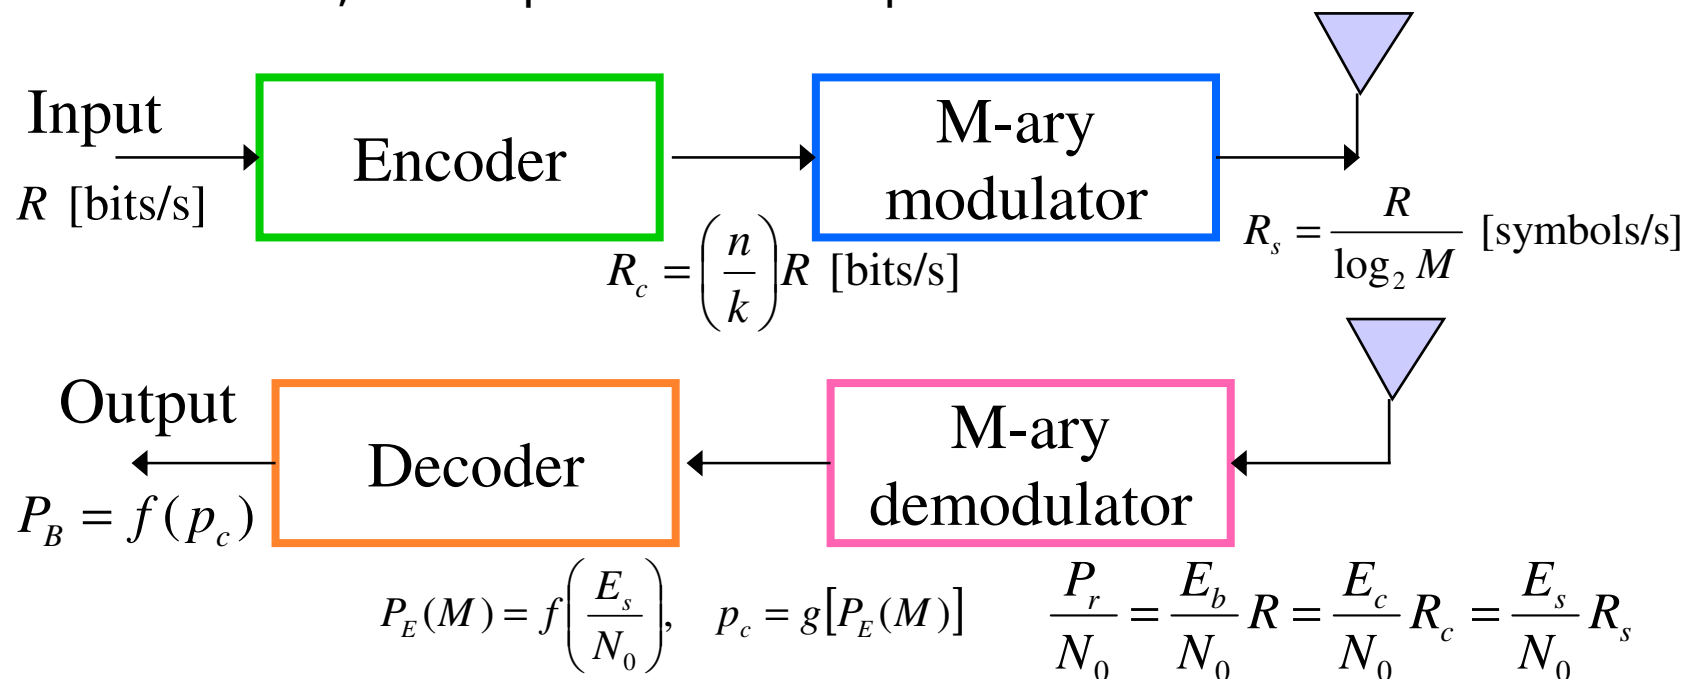 Input
R [bits/s]
Encoder
R_c = (n/k) R [bits/s]
M-ary
modulator
R_s = R / log_2 M [symbols/s]
Output
P_B = f(p_c)
Decoder
M-ary
demodulator
P_E(M) = f(E_s/N_0), p_c = g[P_E(M)]
P_r/N_0 = E_b/N_0 R = E_c/N_0 R_c = E_s/N_0 R_s